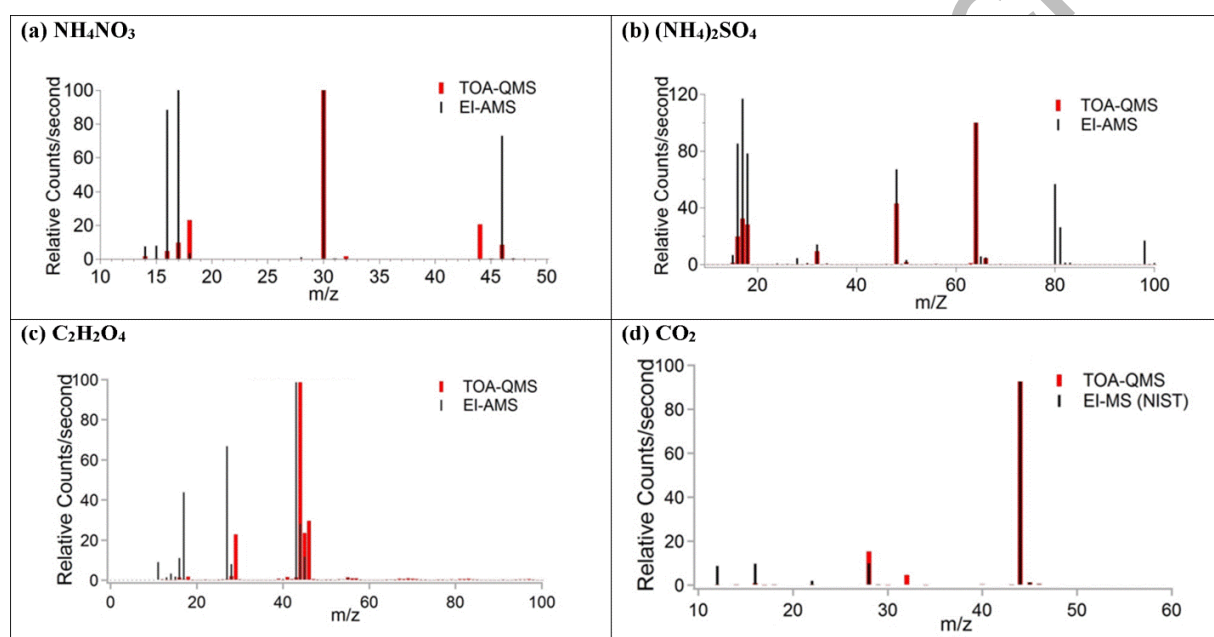 (a) NH₄NO₃
Relative Counts/second
100
80
60
40
20
0
TOA-QMS
EI-AMS
10 15 20 25 30 35 40 45 50
m/z
(b) (NH₄)₂SO₄
Relative Counts/second
120
80
40
0
TOA-QMS
EI-AMS
20 40 60 80 100
m/Z
(c) C₂H₂O₄
Relative Counts/second
100
80
60
40
20
0
TOA-QMS
EI-AMS
0 20 40 60 80 100
m/z
(d) CO₂
Relative Counts/second
100
80
60
40
20
0
TOA-QMS
EI-MS (NIST)
10 20 30 40 50 60
m/z